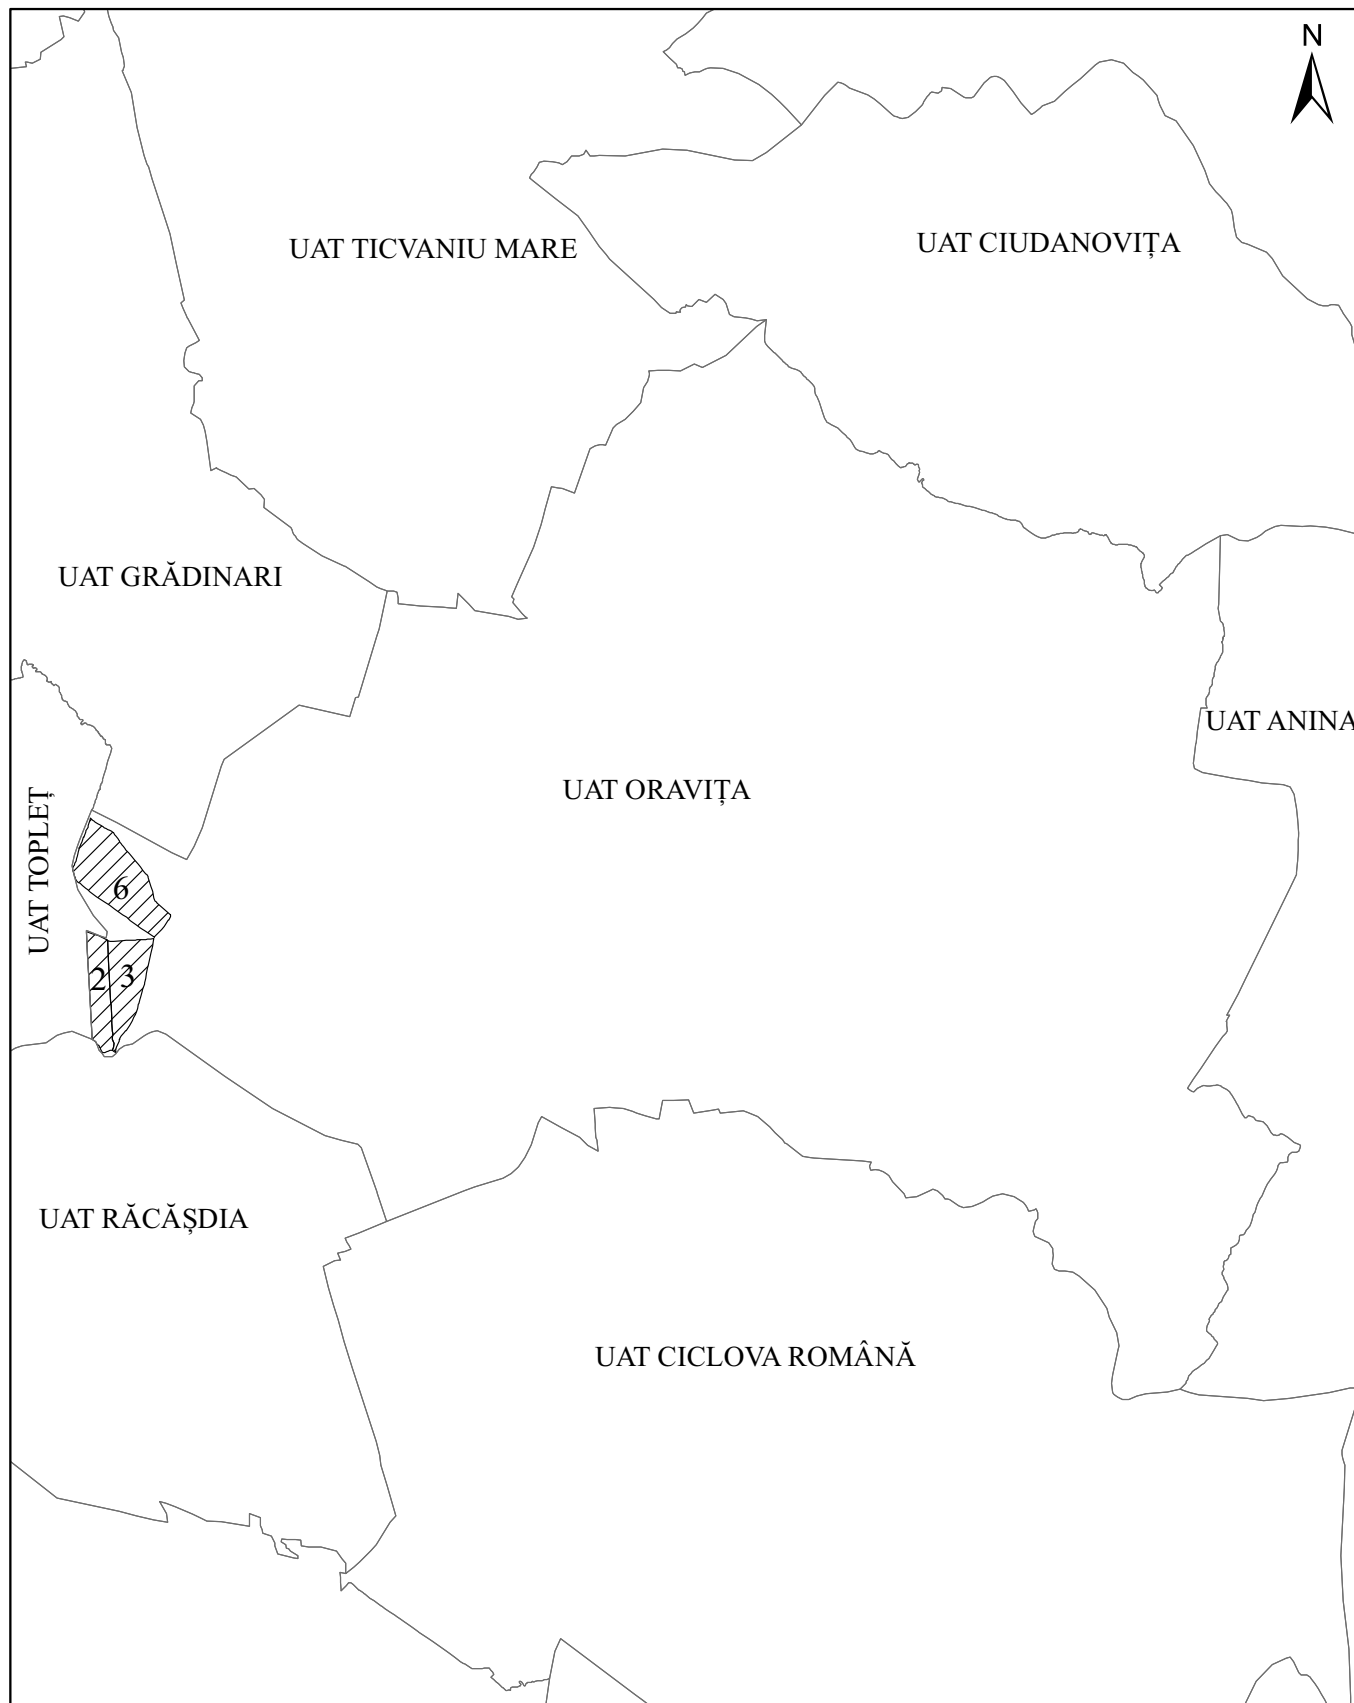 N
UAT TICVANIU MARE
UAT CIUDANOVIȚA
UAT GRĂDINARI
UAT ANINA
UAT ORAVIȚA
UAT TOPLEȚ
6
2
3
UAT RĂCĂȘDIA
UAT CICLOVA ROMÂNĂ